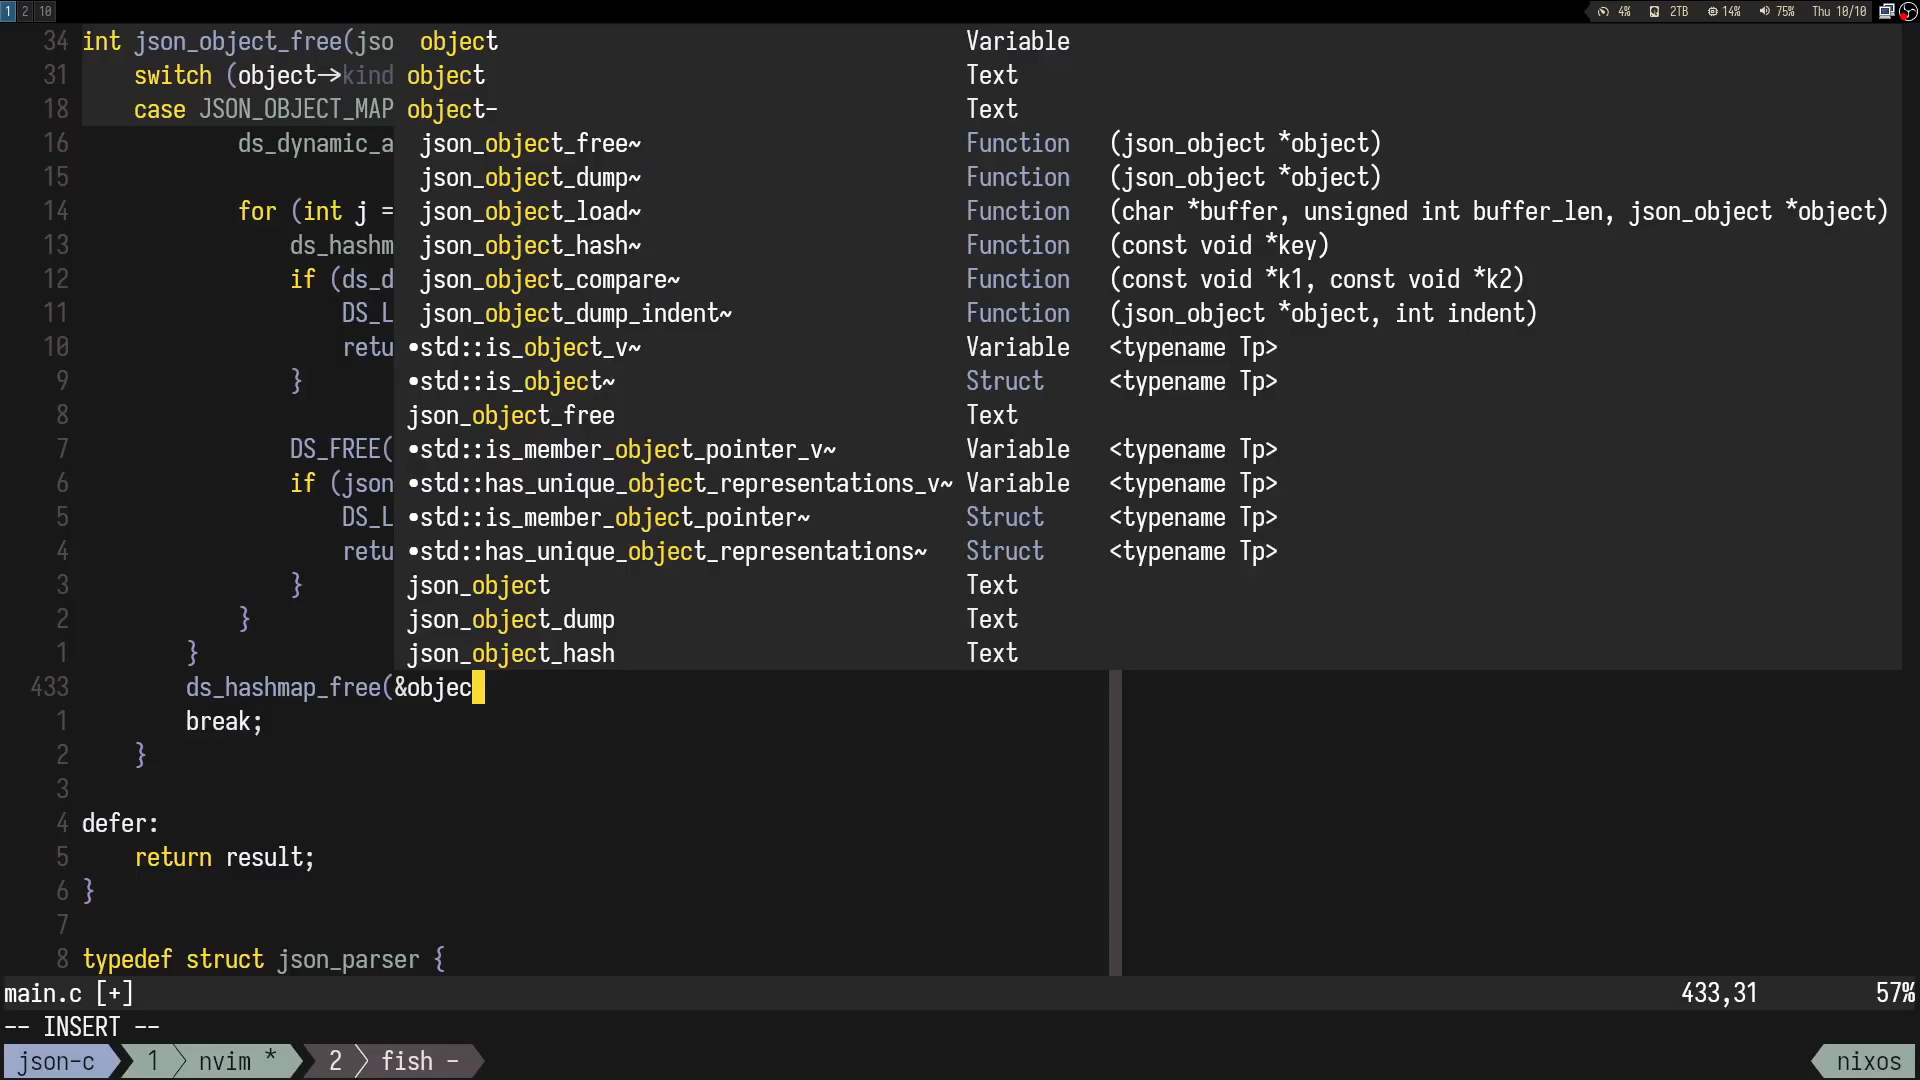 1 2 10 4% 2TB 14% 75% Thu 10/10
34 int json_object_free(jso object Variable
31 switch (object->kind object Text
18 case JSON_OBJECT_MAP object- Text
16 ds_dynamic_a json_object_free~ Function (json_object *object)
15 json_object_dump~ Function (json_object *object)
14 for (int j = json_object_load~ Function (char *buffer, unsigned int buffer_len, json_object *object)
13 ds_hashm json_object_hash~ Function (const void *key)
12 if (ds_d json_object_compare~ Function (const void *k1, const void *k2)
11 DS_L json_object_dump_indent~ Function (json_object *object, int indent)
10 retu •std::is_object_v~ Variable <typename Tp>
9 } •std::is_object~ Struct <typename Tp>
8 json_object_free Text
7 DS_FREE( •std::is_member_object_pointer_v~ Variable <typename Tp>
6 if (json •std::has_unique_object_representations_v~ Variable <typename Tp>
5 DS_L •std::is_member_object_pointer~ Struct <typename Tp>
4 retu •std::has_unique_object_representations~ Struct <typename Tp>
3 } json_object Text
2 } json_object_dump Text
1 } json_object_hash Text
433 ds_hashmap_free(&objec
1 break;
2 }
3
4 defer:
5 return result;
6 }
7
8 typedef struct json_parser {
main.c [+] 433,31 57%
-- INSERT --
json-c 1 nvim * 2 fish - nixos